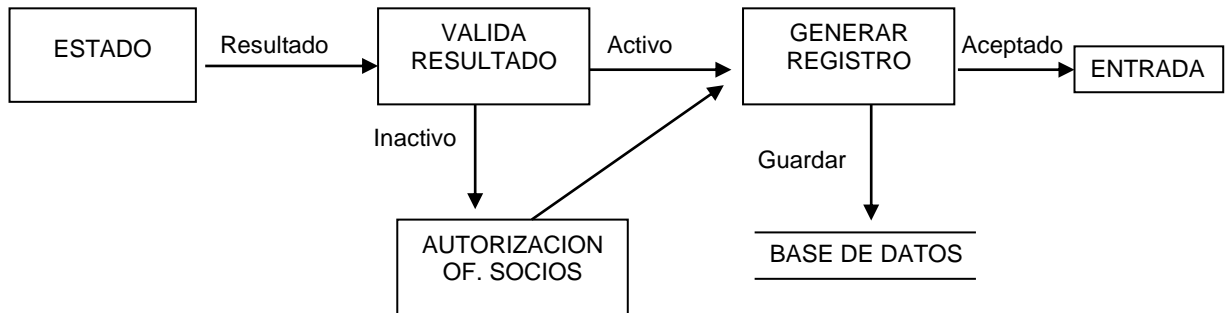 ESTADO
Resultado
VALIDA
RESULTADO
Activo
GENERAR
REGISTRO
Aceptado
ENTRADA
Inactivo
Guardar
AUTORIZACION
OF. SOCIOS
BASE DE DATOS